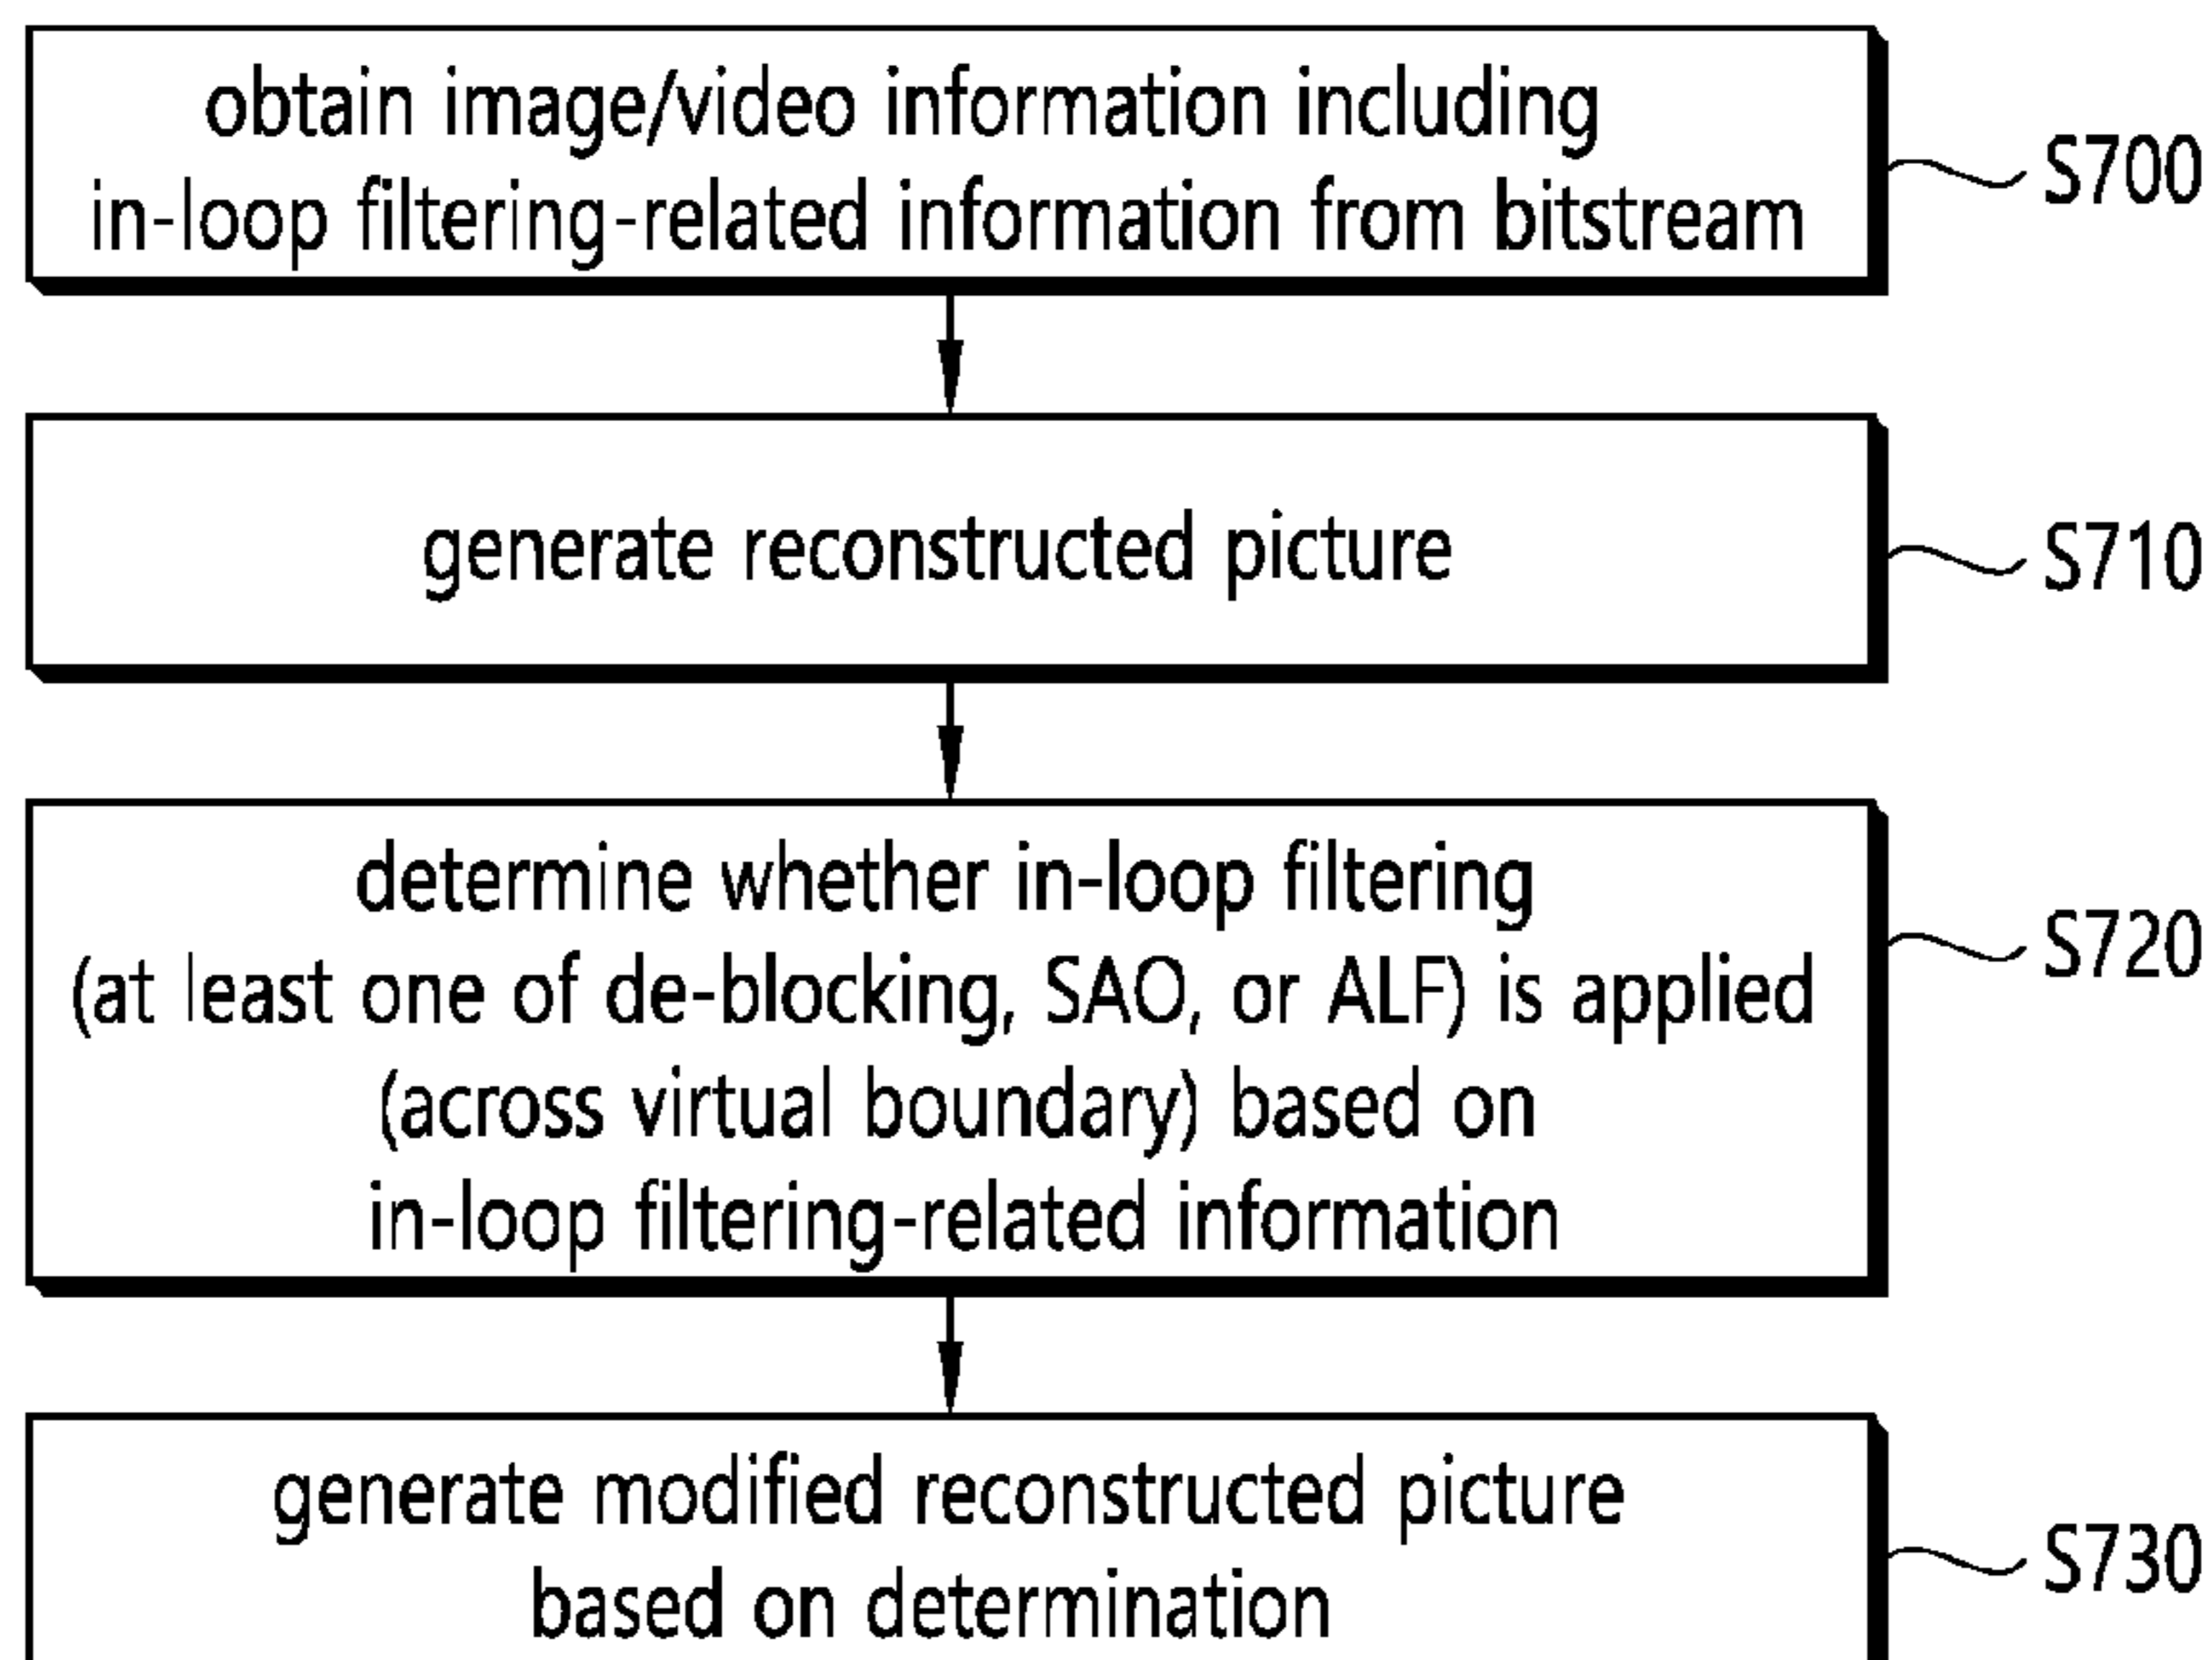 obtain image/video information including
in-loop filtering-related information from bitstream
S700
generate reconstructed picture
S710
determine whether in-loop filtering
(at least one of de-blocking, SAO, or ALF) is applied
(across virtual boundary) based on
in-loop filtering-related information
S720
generate modified reconstructed picture
based on determination
S730